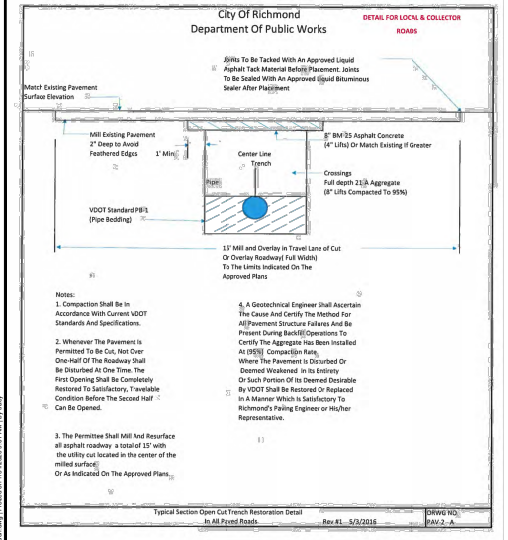 City Of Richmond
Department Of Public Works
DETAIL FOR LOCAL & COLLECTOR
ROADS
Joints To Be Tacked With An Approved Liquid
Asphalt Tack Material Before Placement. Joints
To Be Sealed With An Approved Liquid Bituminous
Sealer After Placement
Match Existing Pavement
Surface Elevation
Mill Existing Pavement
2" Deep to Avoid
Feathered Edges
1' Min
Center Line
Trench
8" BM-25 Asphalt Concrete
(4" Lifts) Or Match Existing If Greater
Crossings
Full depth 21-A Aggregate
(8" Lifts Compacted To 95%)
Pipe
VDOT Standard PB-1
(Pipe Bedding)
15' Mill and Overlay in Travel Lane of Cut
Or Overlay Roadway( Full Width)
To The Limits Indicated On The
Approved Plans
Notes:
1. Compaction Shall Be In
Accordance With Current VDOT
Standards And Specifications.
2. Whenever The Pavement Is
Permitted To Be Cut, Not Over
One-Half Of The Roadway Shall
Be Disturbed At One Time. The
First Opening Shall Be Completely
Restored To Satisfactory, Travelable
Condition Before The Second Half
Can Be Opened.
3. The Permittee Shall Mill And Resurface
all asphalt roadway a total of 15' with
the utility cut located in the center of the
milled surface
Or As Indicated On The Approved Plans.
4. A Geotechnical Engineer Shall Ascertain
The Cause And Certify The Method For
All Pavement Structure Failures And Be
Present During Backfill Operations To
Certify The Aggregate Has Been Installed
At (95%) Compaction Rate
Where The Pavement Is Disturbed Or
Deemed Weakened In Its Entirety
Or Such Portion Of Its Deemed Desirable
By VDOT Shall Be Restored Or Replaced
In A Manner Which Is Satisfactory To
Richmond's Paving Engineer or His/her
Representative.
Typical Section Open Cut Trench Restoration Detail
In All Paved Roads
Rev #1 5/3/2016
DRWG NO
PAV-2 - A